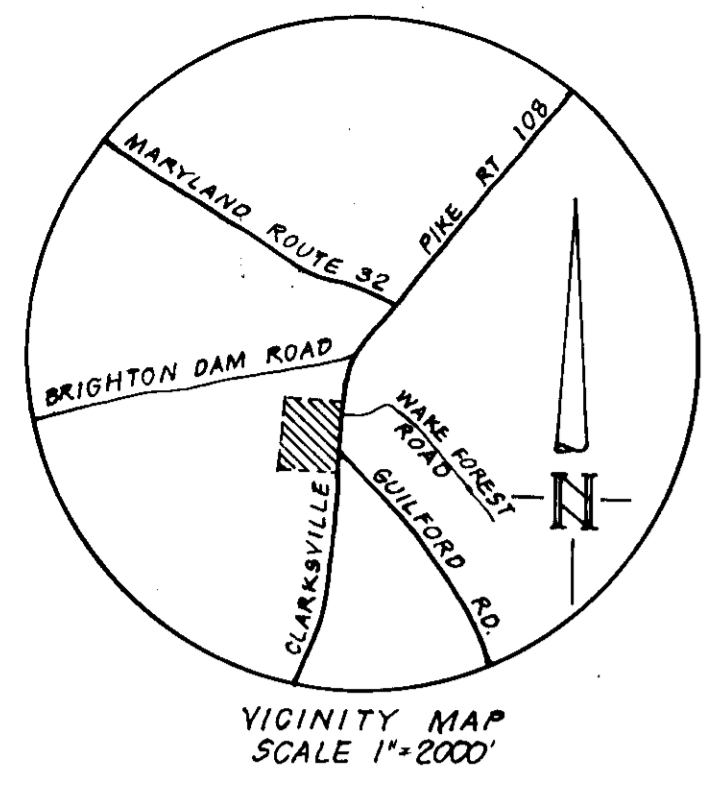 MARYLAND ROUTE 32
PIKE RT 108
BRIGHTON DAM ROAD
WAKE FOREST
ROAD
GUILFORD RD.
CLARKSVILLE
N
VICINITY MAP
SCALE 1"=2000'